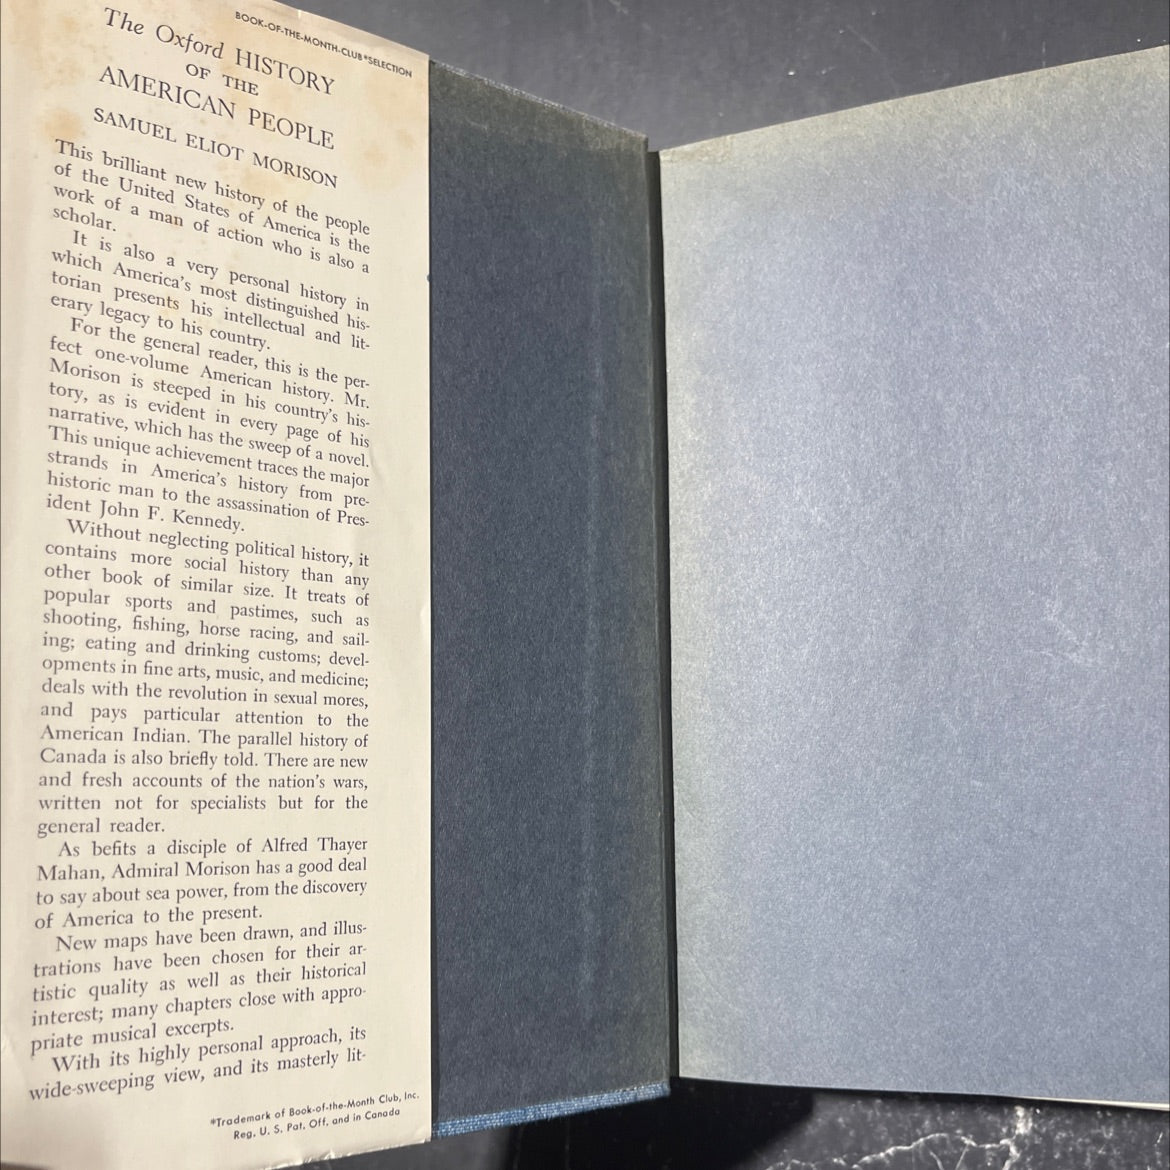 BOOK-OF-THE-MONTH-CLUB*SELECTION
The Oxford HISTORY
OF THE
AMERICAN PEOPLE
SAMUEL ELIOT MORISON
This brilliant new history of the people
of the United States of America is the
work of a man of action who is also a
scholar.
It is also a very personal history in
which America's most distinguished his-
torian presents his intellectual and lit-
erary legacy to his country.
For the general reader, this is the per-
fect one-volume American history. Mr.
Morison is steeped in his country's his-
tory, as is evident in every page of his
narrative, which has the sweep of a novel.
This unique achievement traces the major
strands in America's history from pre-
historic man to the assassination of Pres-
ident John F. Kennedy.
Without neglecting political history, it
contains more social history than any
other book of similar size. It treats of
popular sports and pastimes, such as
shooting, fishing, horse racing, and sail-
ing; eating and drinking customs; devel-
opments in fine arts, music, and medicine;
deals with the revolution in sexual mores,
and pays particular attention to the
American Indian. The parallel history of
Canada is also briefly told. There are new
and fresh accounts of the nation's wars,
written not for specialists but for the
general reader.
As befits a disciple of Alfred Thayer
Mahan, Admiral Morison has a good deal
to say about sea power, from the discovery
of America to the present.
New maps have been drawn, and illus-
trations have been chosen for their ar-
tistic quality as well as their historical
interest; many chapters close with appro-
priate musical excerpts.
With its highly personal approach, its
wide-sweeping view, and its masterly lit-
*Trademark of Book-of-the-Month Club, Inc.
Reg. U. S. Pat. Off. and in Canada